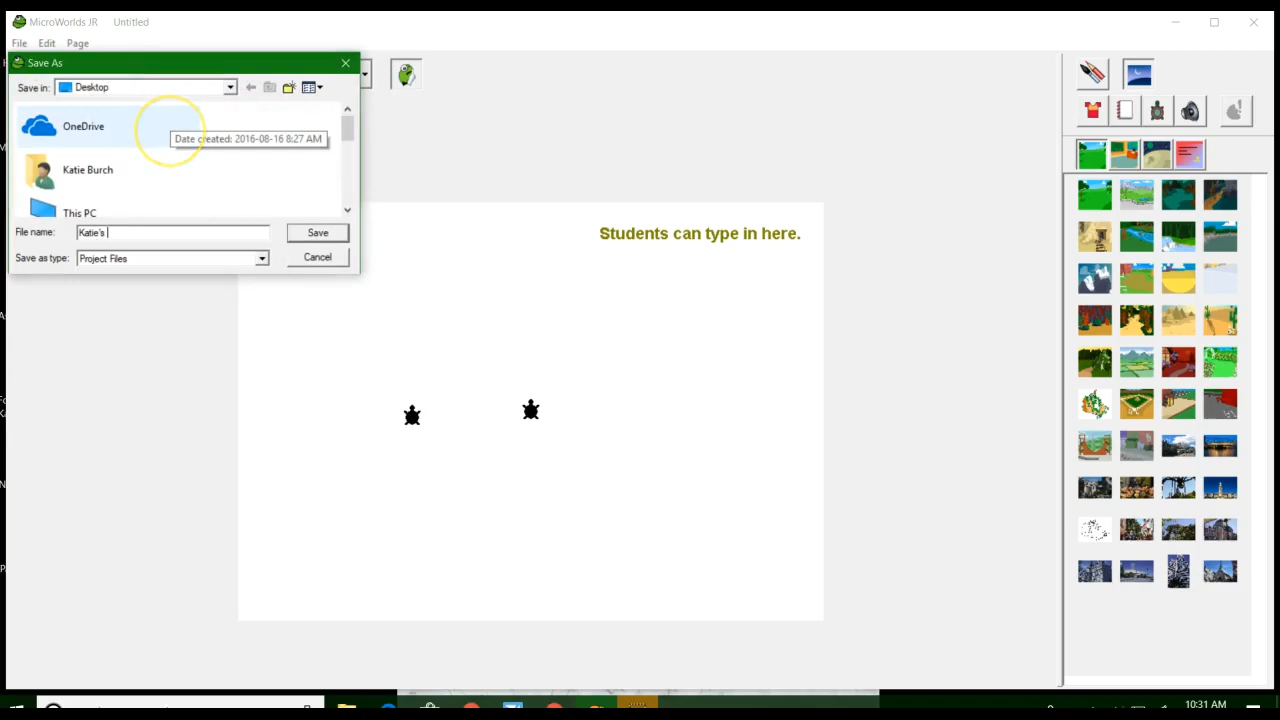 MicroWorlds JR Untitled
File Edit Page
Save As
Save in: Desktop
OneDrive
Date created: 2016-08-16 8:27 AM
Katie Burch
This PC
File name: Katie's
Save
Save as type: Project Files
Cancel
Students can type in here.
10:31 AM